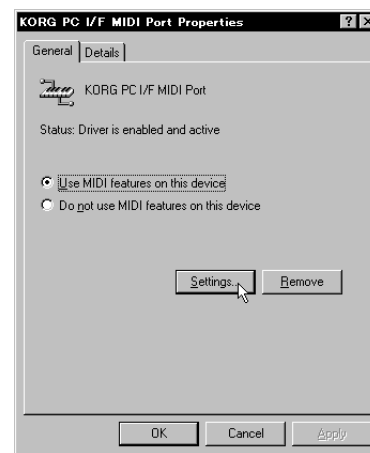 KORG PC I/F MIDI Port Properties
General Details
KORG PC I/F MIDI Port
Status: Driver is enabled and active
Use MIDI features on this device
Do not use MIDI features on this device
Settings... Remove
OK Cancel Apply